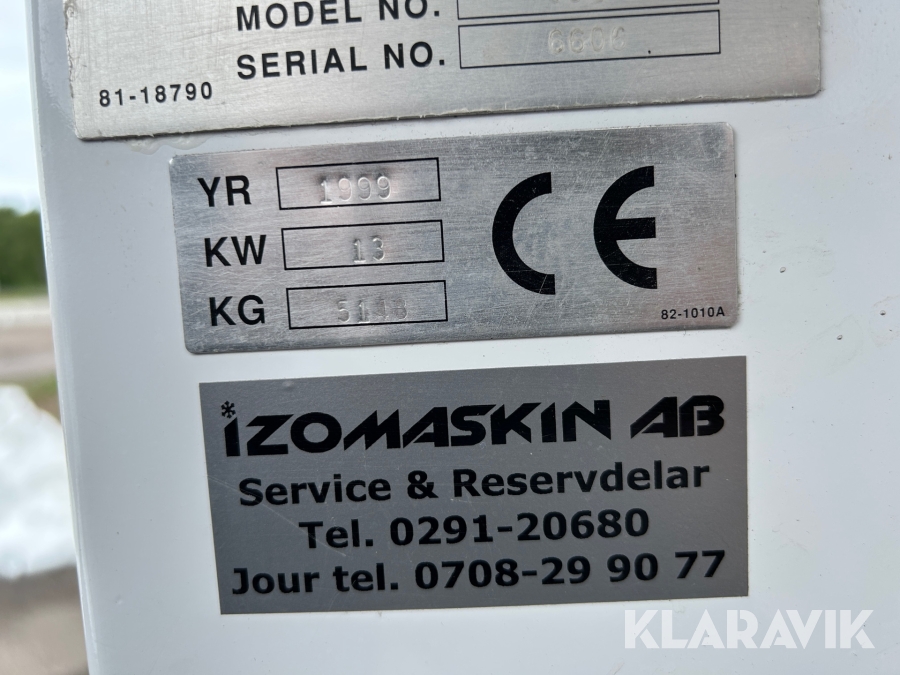 MODEL NO.
SERIAL NO.
81-18790
YR 1999
KW 13
KG
CE
82-1010A
IZOMASKIN AB
Service & Reservdelar
Tel. 0291-20680
Jour tel. 0708-29 90 77
KLARAVIK